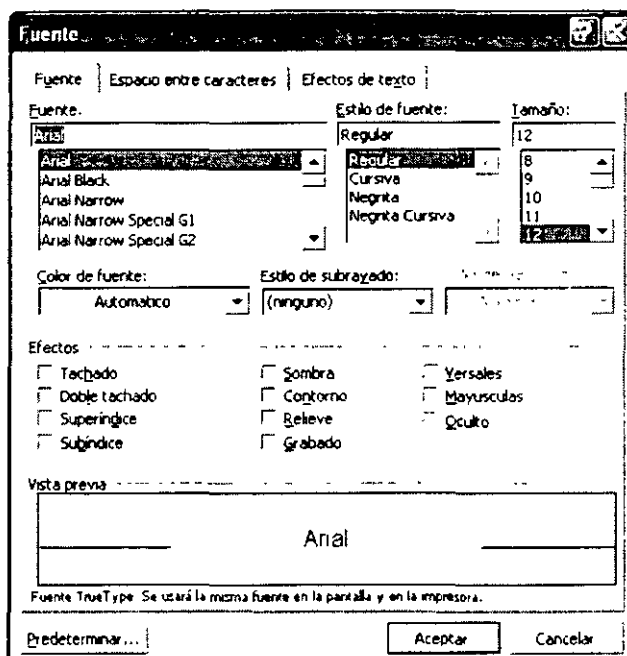 Fuente
Fuente Espacio entre caracteres Efectos de texto
Fuente: Estilo de fuente: Tamaño:
Arial Regular 12
Arial Regular 8
Arial Black Cursiva 9
Arial Narrow Negrita 10
Arial Narrow Special G1 Negrita Cursiva 11
Arial Narrow Special G2 12
Color de fuente: Estilo de subrayado:
Automatico (ninguno)
Efectos
Tachado Sombra Versales
Doble tachado Contorno Mayusculas
Superíndice Relieve Oculto
Subíndice Grabado
Vista previa
Arial
Fuente TrueType. Se usará la misma fuente en la pantalla y en la impresora.
Predeterminar... Aceptar Cancelar